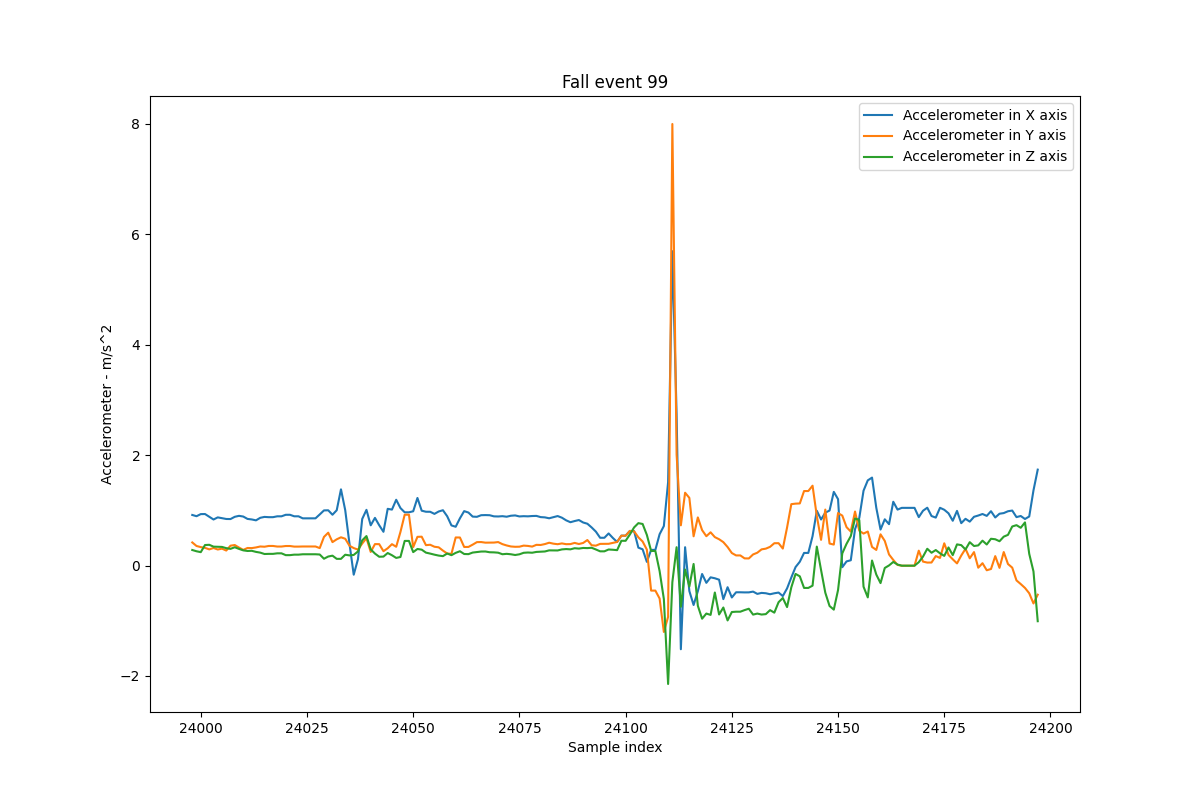 Fall event 99
Accelerometer in X axis
Accelerometer in Y axis
Accelerometer in Z axis
8
6
4
2
0
−2
Accelerometer - m/s^2
24000 24025 24050 24075 24100 24125 24150 24175 24200
Sample index